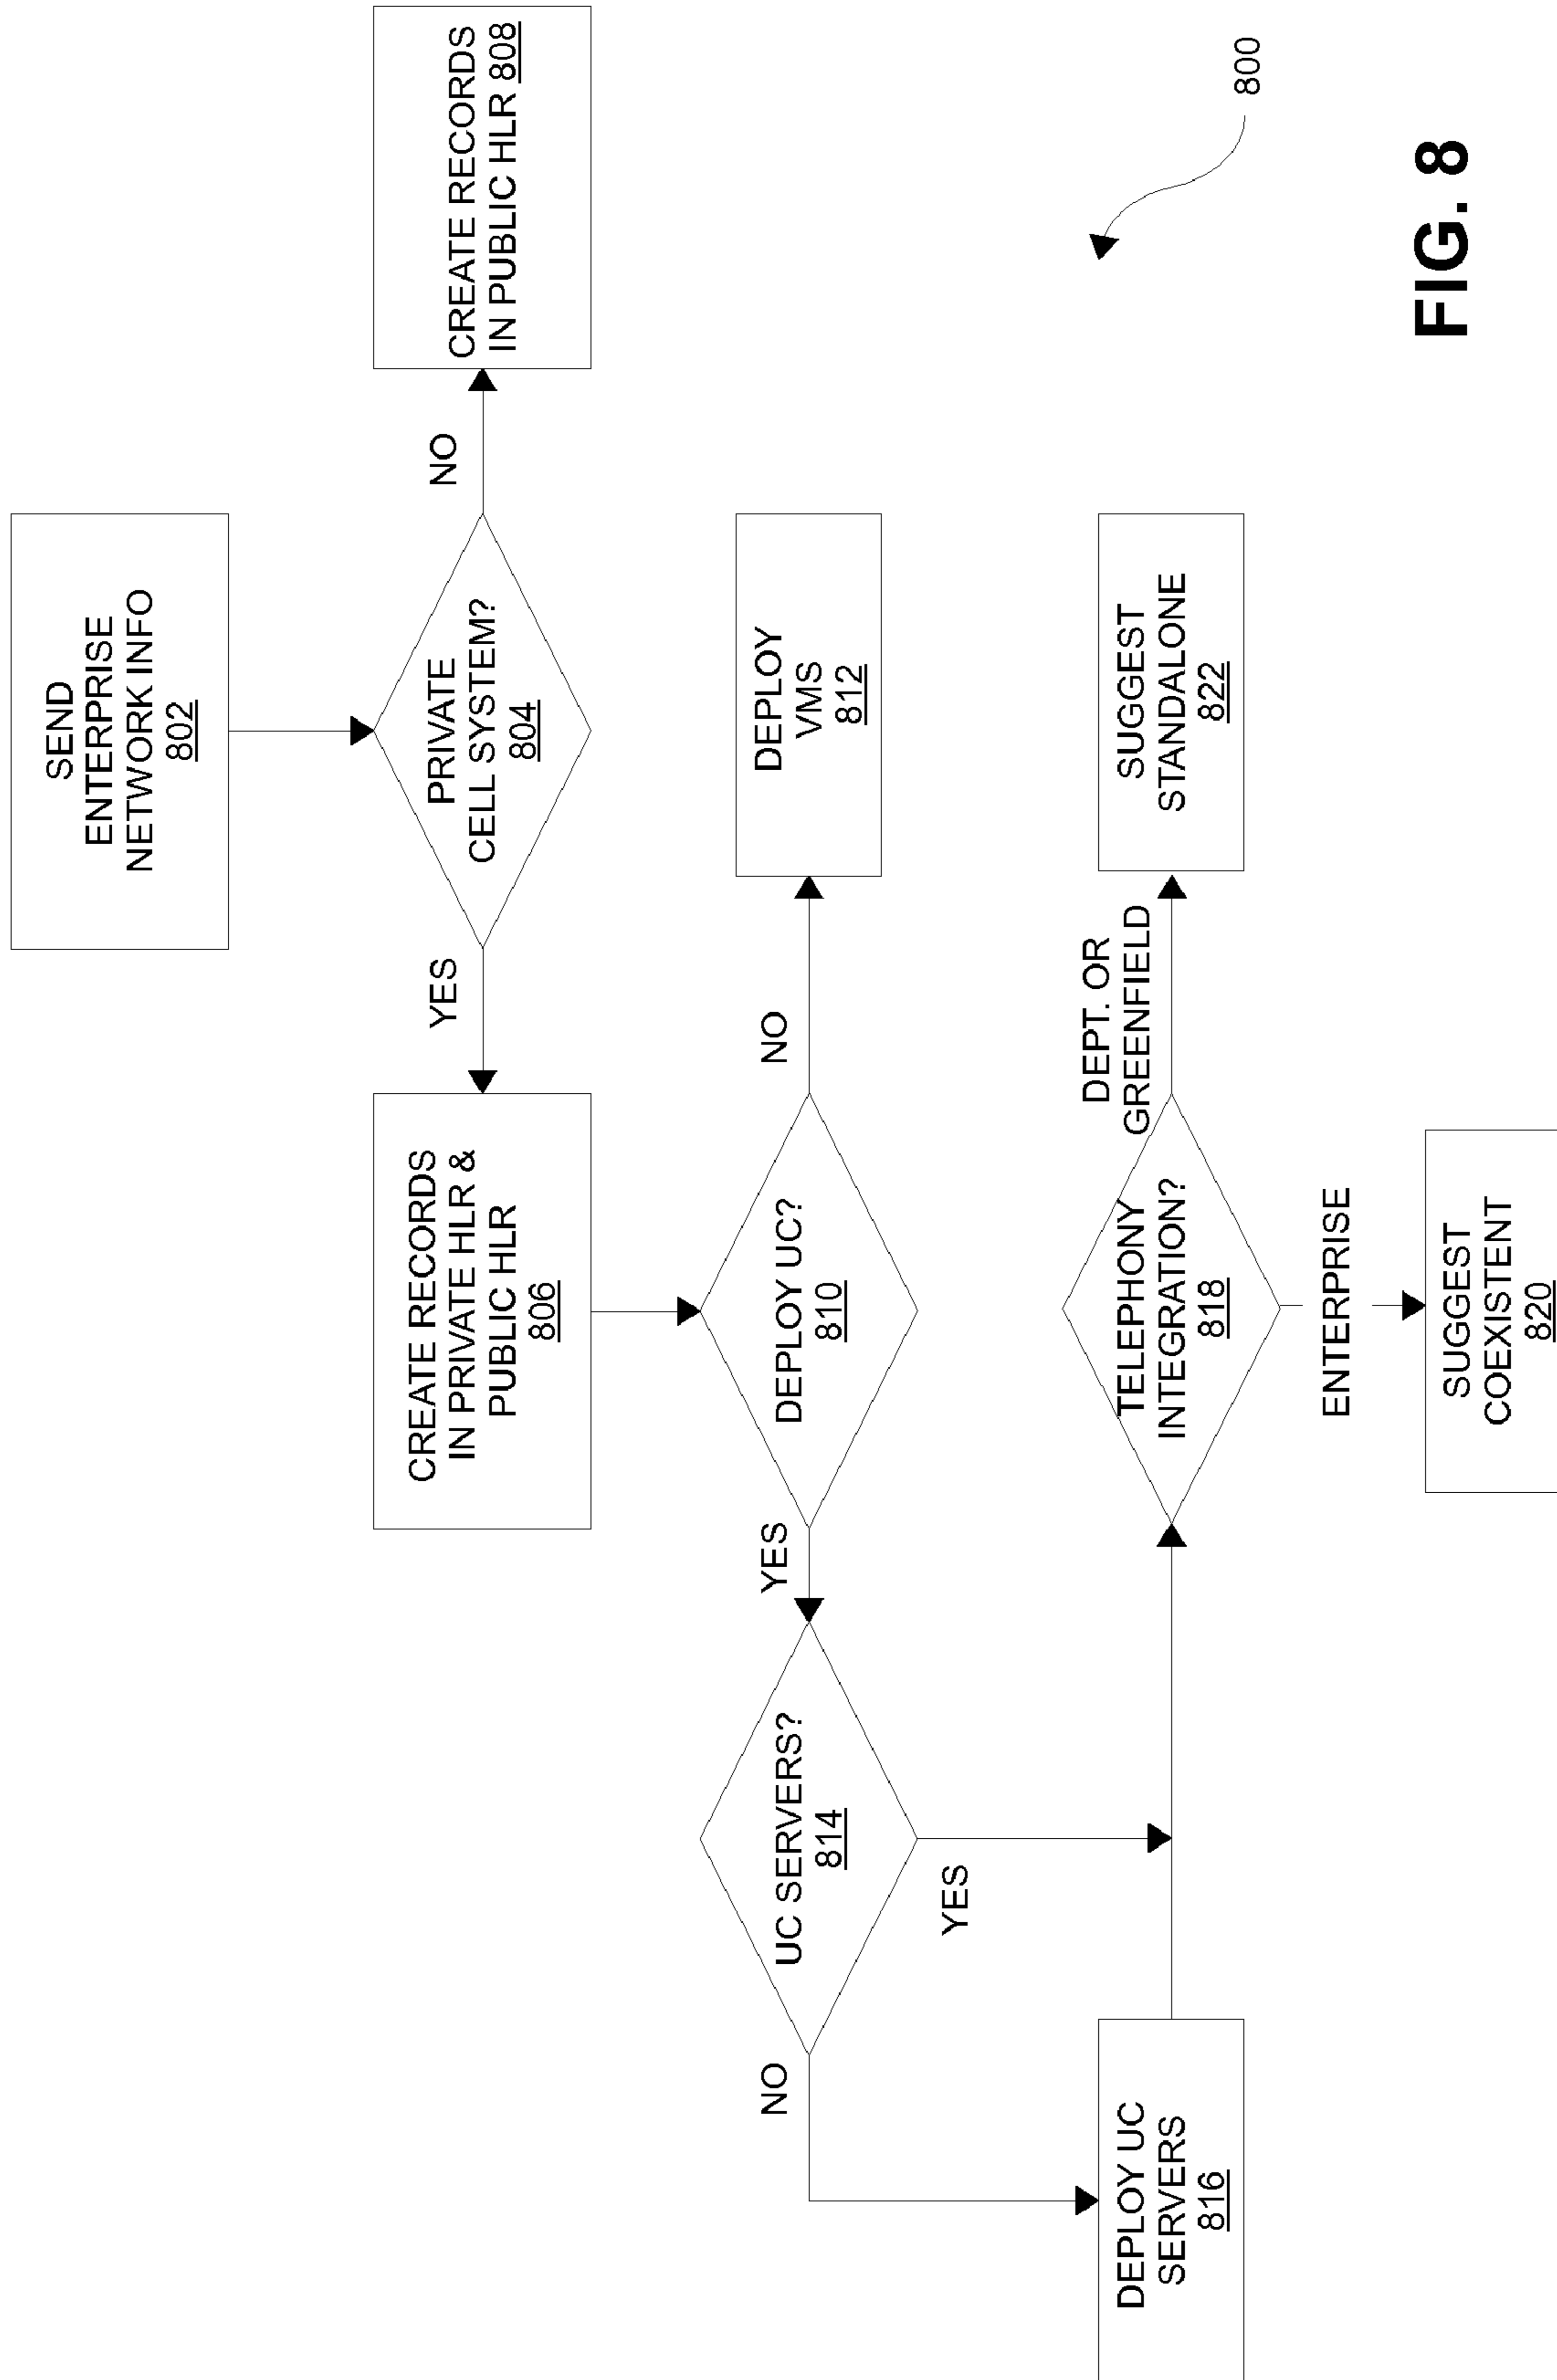 SEND
ENTERPRISE
NETWORK INFO
802
PRIVATE
CELL SYSTEM?
804
YES
NO
CREATE RECORDS
IN PRIVATE HLR &
PUBLIC HLR
806
CREATE RECORDS
IN PUBLIC HLR 808
DEPLOY UC?
810
YES
NO
DEPLOY
VMS
812
UC SERVERS?
814
NO
YES
DEPLOY UC
SERVERS
816
TELEPHONY
INTEGRATION?
818
DEPT. OR
GREENFIELD
SUGGEST
STANDALONE
822
ENTERPRISE
SUGGEST
COEXISTENT
820
800
FIG. 8